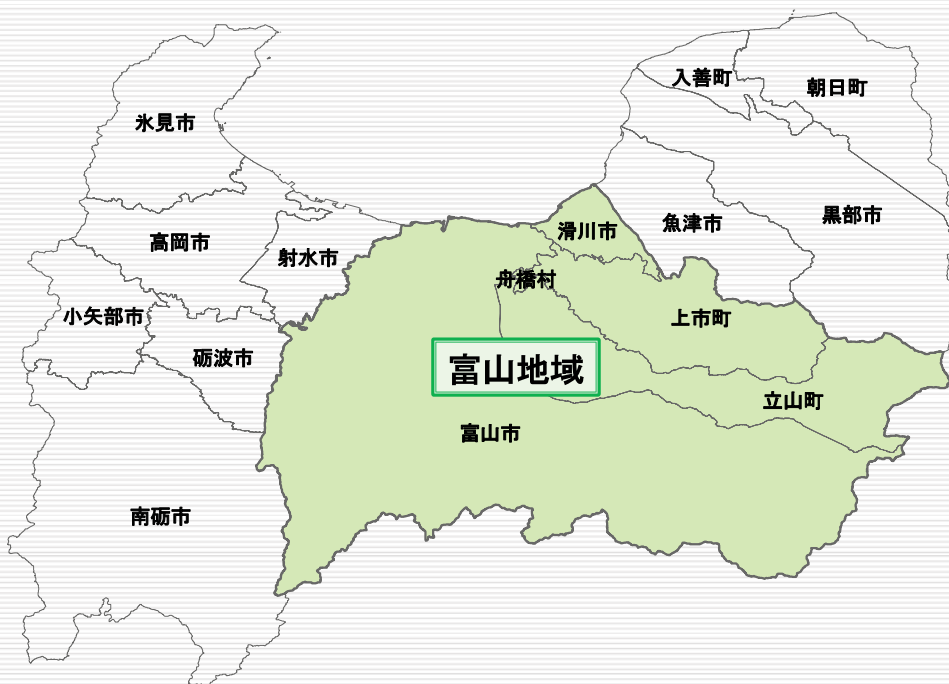 入善町
朝日町
氷見市
黒部市
魚津市
滑川市
高岡市
射水市
舟橋村
小矢部市
上市町
砺波市
富山地域
立山町
富山市
南砺市